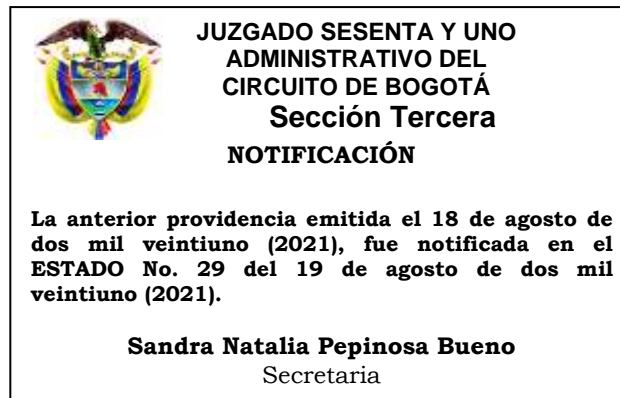 JUZGADO SESENTA Y UNO
ADMINISTRATIVO DEL
CIRCUITO DE BOGOTÁ
Sección Tercera
NOTIFICACIÓN
La anterior providencia emitida el 18 de agosto de
dos mil veintiuno (2021), fue notificada en el
ESTADO No. 29 del 19 de agosto de dos mil
veintiuno (2021).
Sandra Natalia Pepinosa Bueno
Secretaria